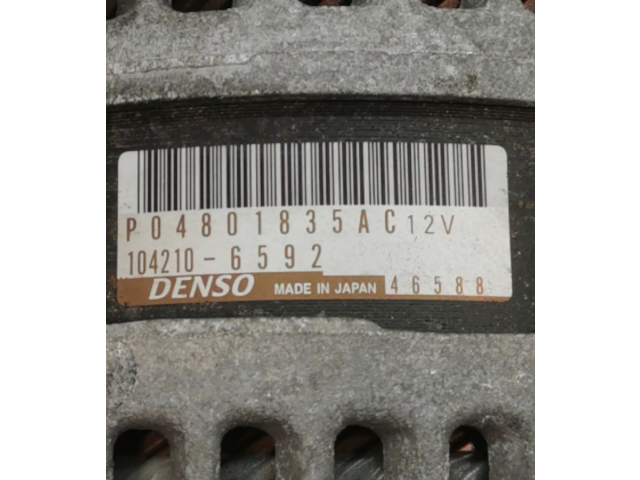 P04801835AC 12V
104210-6592
DENSO MADE IN JAPAN 46588